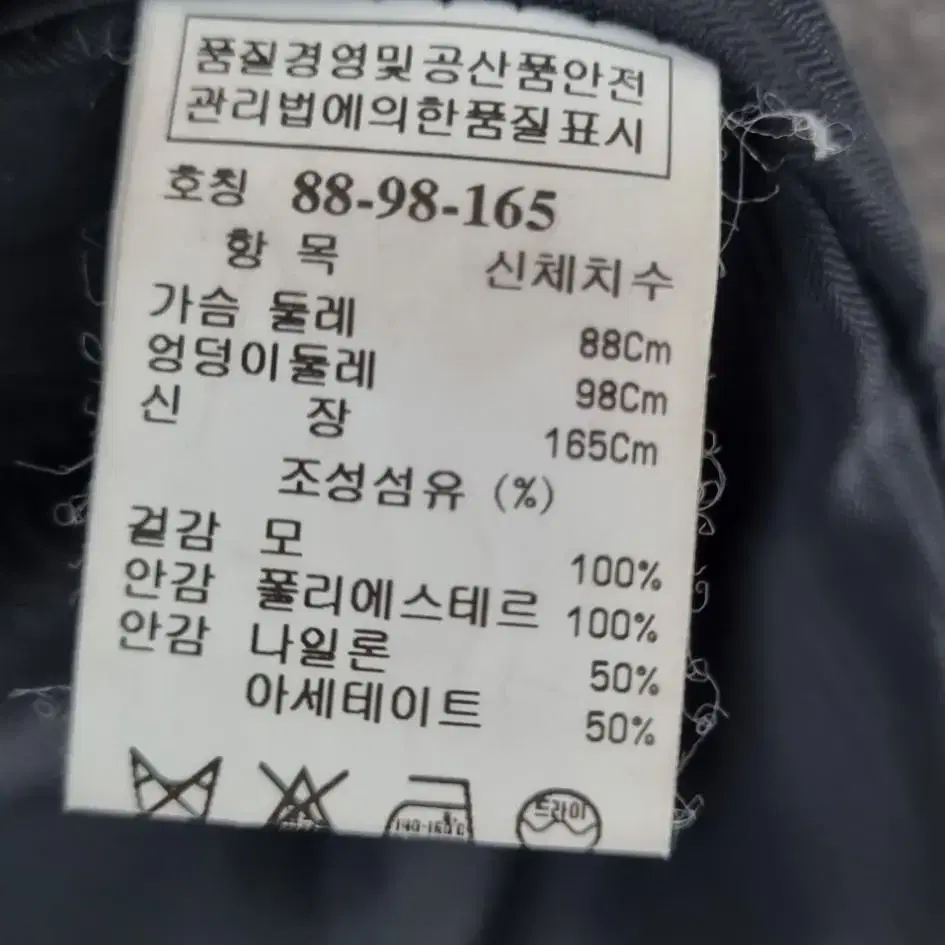 품질경영및공산품안전
관리법에의한품질표시
호칭 88-98-165
항 목 신체치수
가슴 둘레 88Cm
엉덩이둘레 98Cm
신 장 165Cm
조성섬유 (%)
겉감 모 100%
안감 폴리에스테르 100%
안감 나일론 50%
아세테이트 50%
140-160°C
드라이